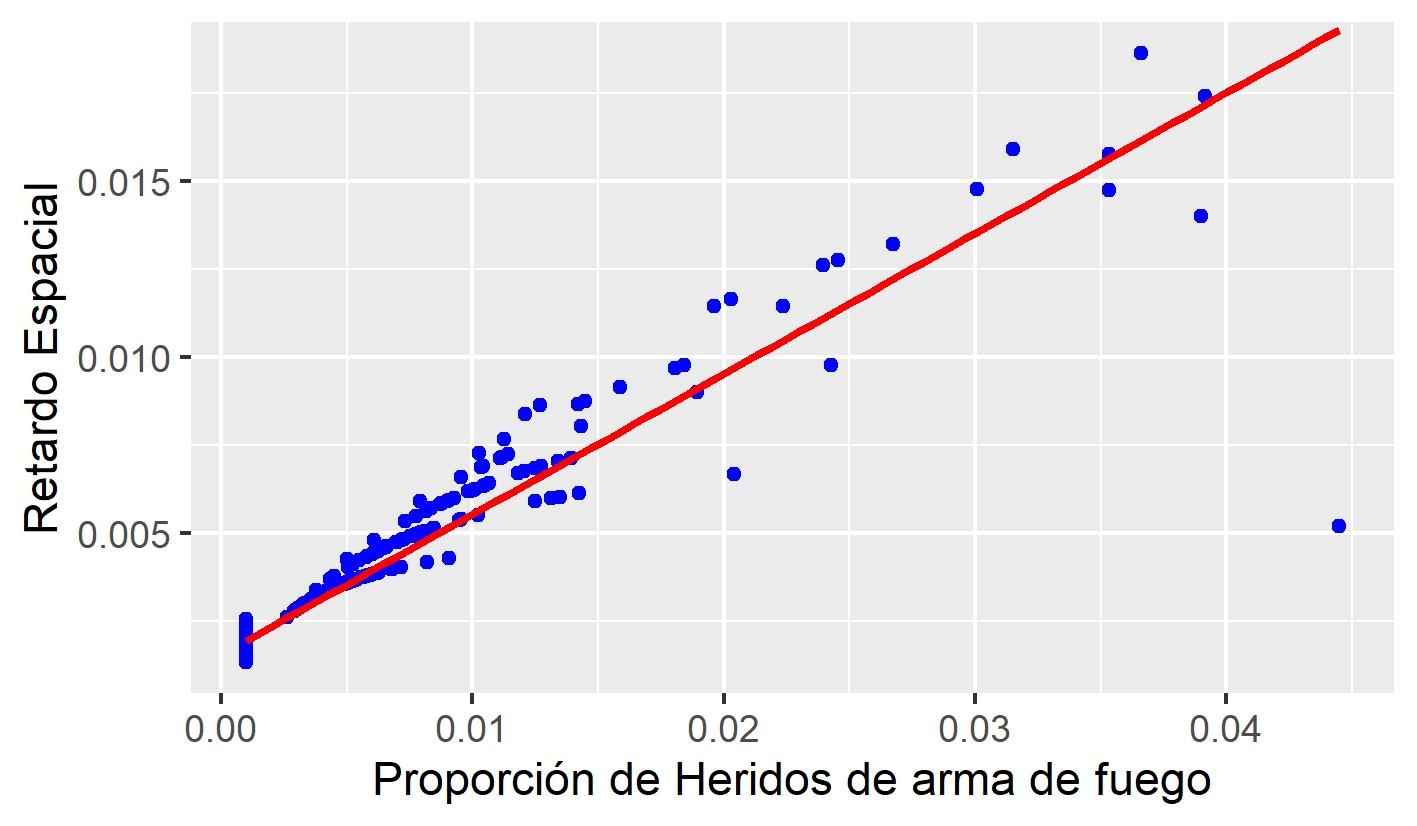 Retardo Espacial
0.015
0.010
0.005
0.00 0.01 0.02 0.03 0.04
Proporción de Heridos de arma de fuego